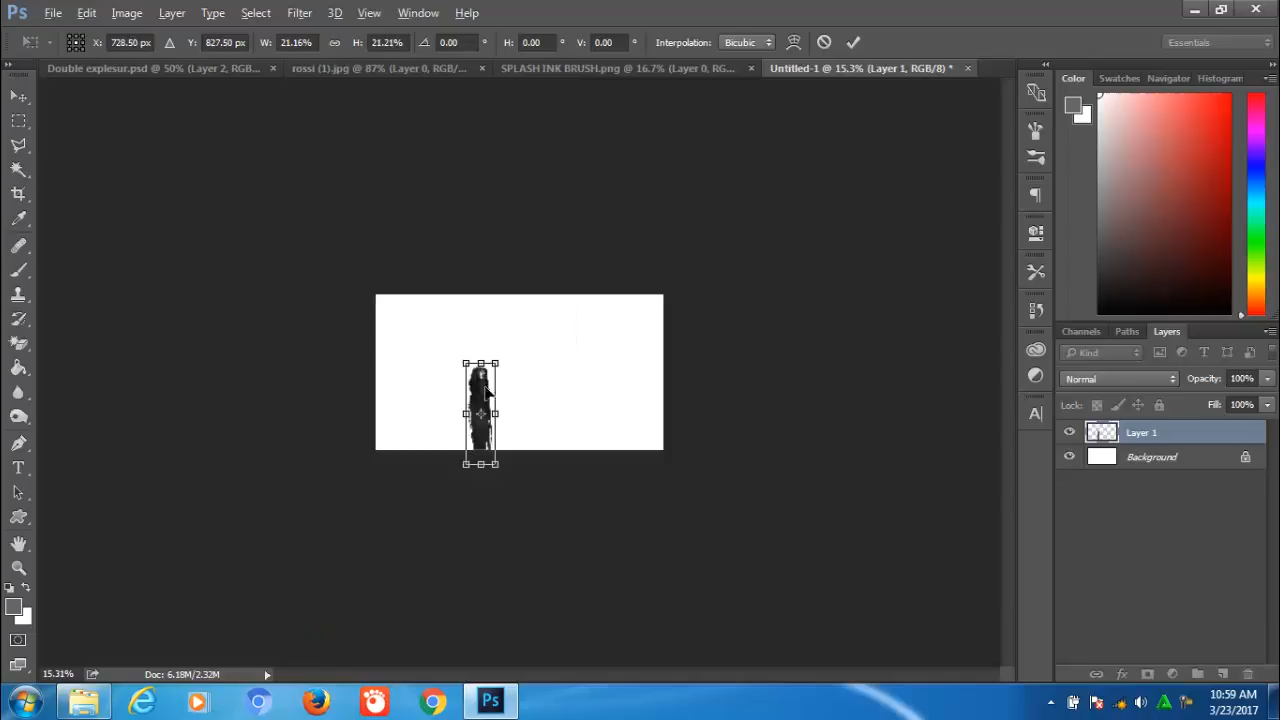 Ps File Edit Image Layer Type Select Filter 3D View Window Help
X: 728.50 px Y: 827.50 px W: 21.16% H: 21.21% 0.00 ° H: 0.00 ° V: 0.00 ° Interpolation: Bicubic Essentials
Double explesur.psd @ 50% (Layer 2, RGB... × rossi (1).jpg @ 87% (Layer 0, RGB/... × SPLASH INK BRUSH.png @ 16.7% (Layer 0, RG... × Untitled-1 @ 15.3% (Layer 1, RGB/8) * ×
Color Swatches Navigator Histogram
Channels Paths Layers
Kind
Normal Opacity: 100%
Lock: Fill: 100%
Layer 1
Background
15.31% Doc: 6.18M/2.32M
Ps
10:59 AM
3/23/2017